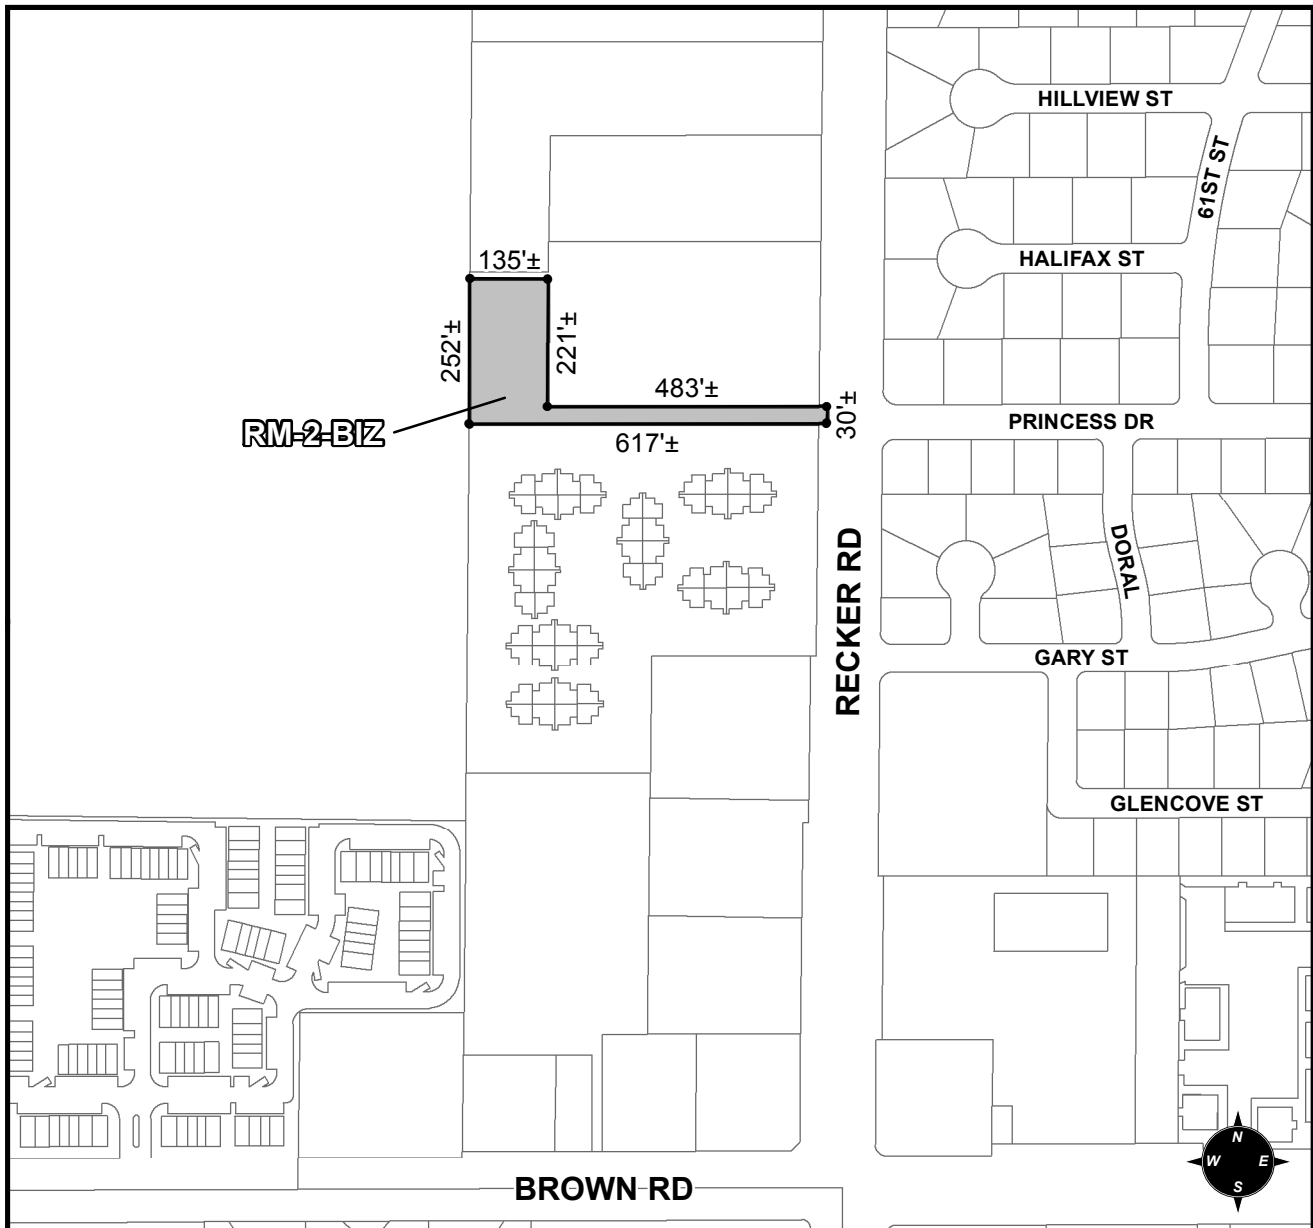 HILLVIEW ST
61ST ST
HALIFAX ST
135'±
252'±
221'±
483'±
30'±
RM-2-BIZ
617'±
PRINCESS DR
RECKER RD
DORAL
GARY ST
GLENCOVE ST
N
W E
S
BROWN RD